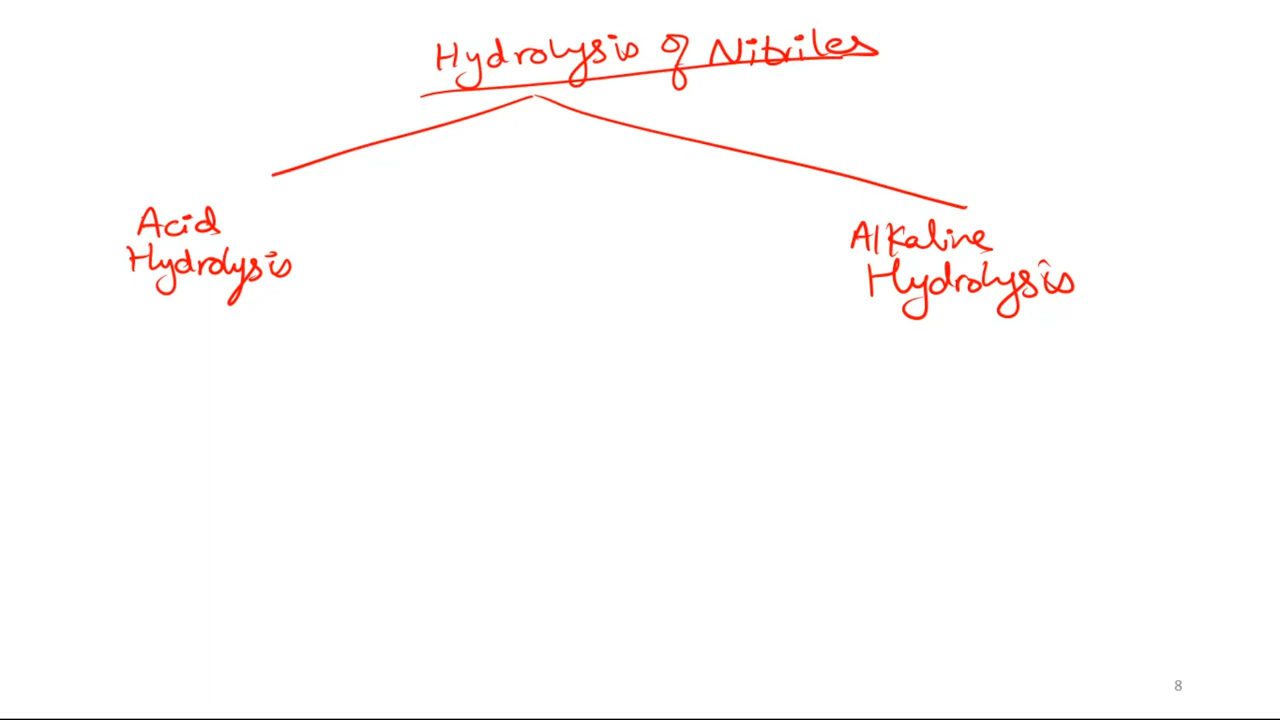 Hydrolysis of Nitriles
Acid
Hydrolysis
Alkaline
Hydrolysis
8